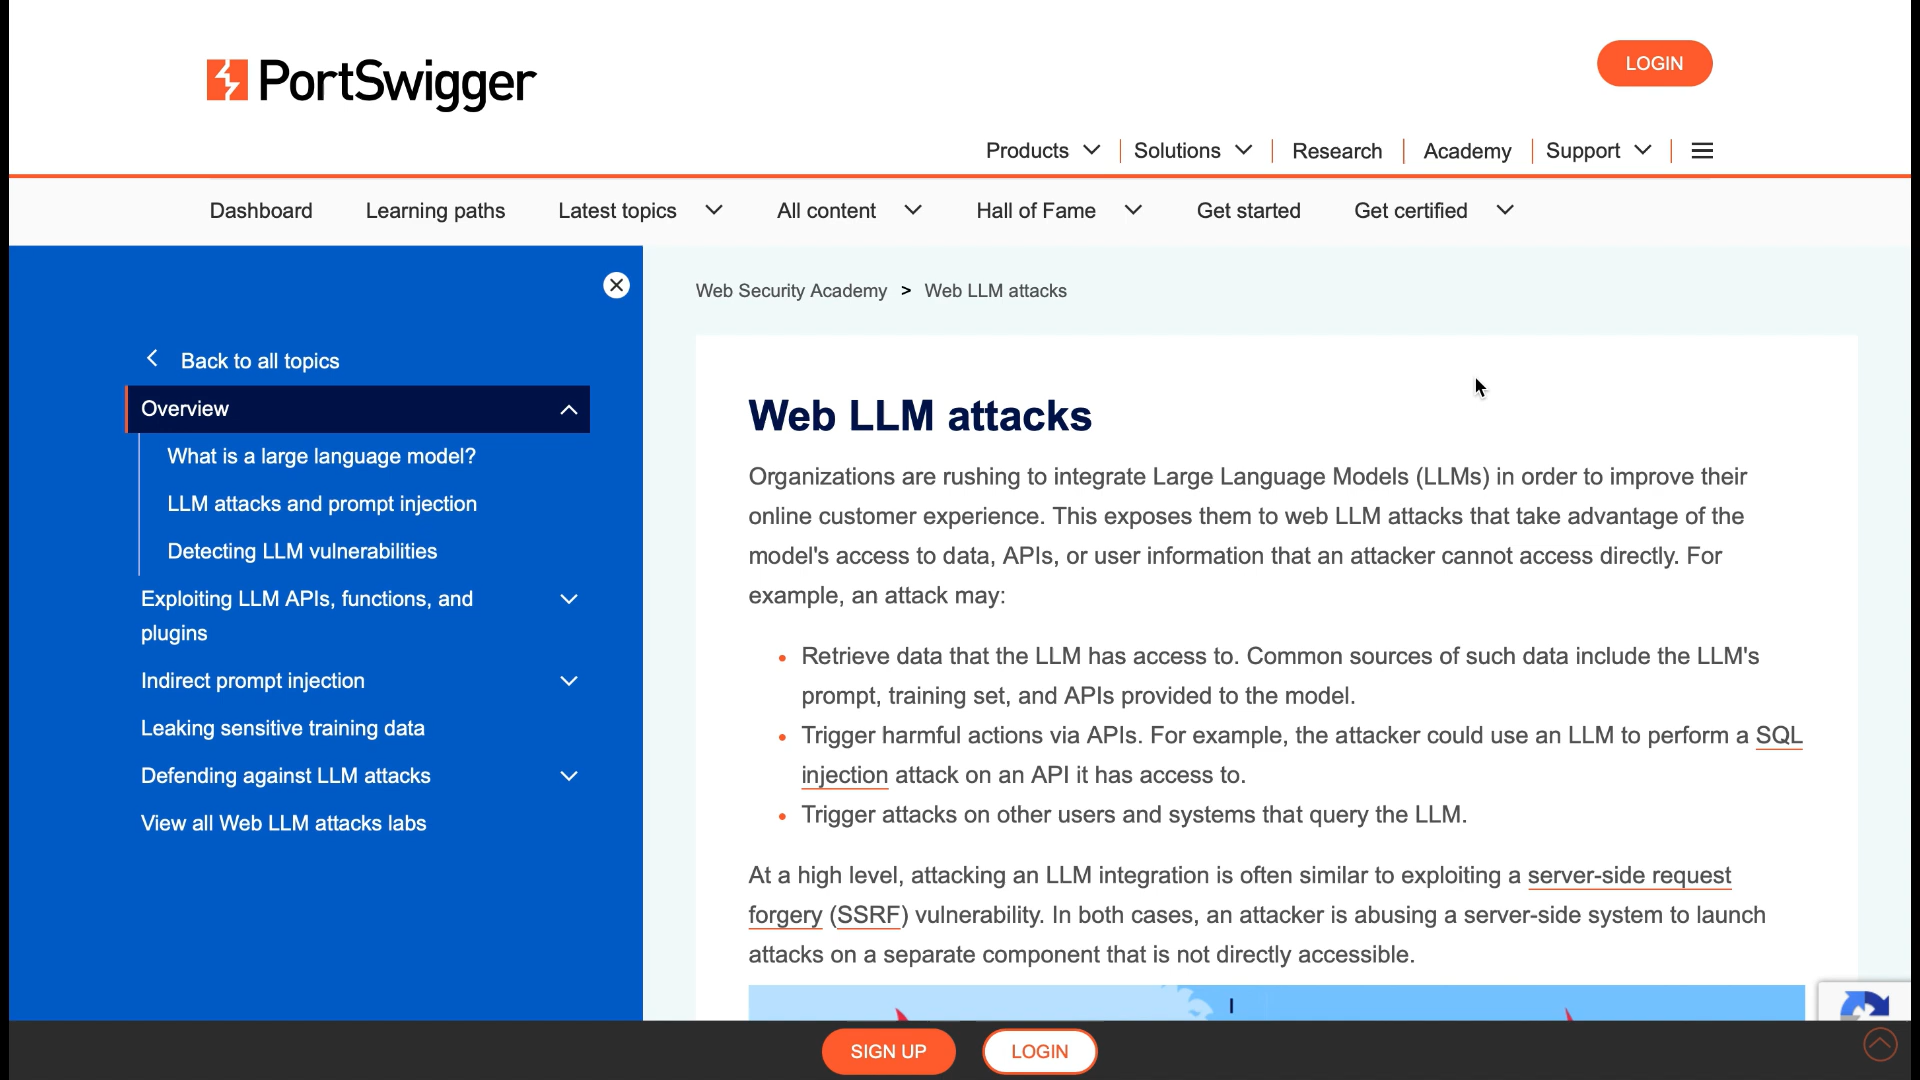 PortSwigger
LOGIN
Products
Solutions
Research
Academy
Support
Dashboard
Learning paths
Latest topics
All content
Hall of Fame
Get started
Get certified
Web Security Academy > Web LLM attacks
Back to all topics
Overview
What is a large language model?
LLM attacks and prompt injection
Detecting LLM vulnerabilities
Exploiting LLM APIs, functions, and
plugins
Indirect prompt injection
Leaking sensitive training data
Defending against LLM attacks
View all Web LLM attacks labs
Web LLM attacks
Organizations are rushing to integrate Large Language Models (LLMs) in order to improve their
online customer experience. This exposes them to web LLM attacks that take advantage of the
model's access to data, APIs, or user information that an attacker cannot access directly. For
example, an attack may:
• Retrieve data that the LLM has access to. Common sources of such data include the LLM's
prompt, training set, and APIs provided to the model.
• Trigger harmful actions via APIs. For example, the attacker could use an LLM to perform a SQL
injection attack on an API it has access to.
• Trigger attacks on other users and systems that query the LLM.
At a high level, attacking an LLM integration is often similar to exploiting a server-side request
forgery (SSRF) vulnerability. In both cases, an attacker is abusing a server-side system to launch
attacks on a separate component that is not directly accessible.
SIGN UP
LOGIN